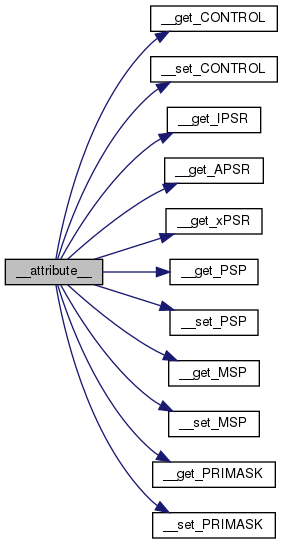 __get_CONTROL
__set_CONTROL
__get_IPSR
__get_APSR
__get_xPSR
__attribute__
__get_PSP
__set_PSP
__get_MSP
__set_MSP
__get_PRIMASK
__set_PRIMASK